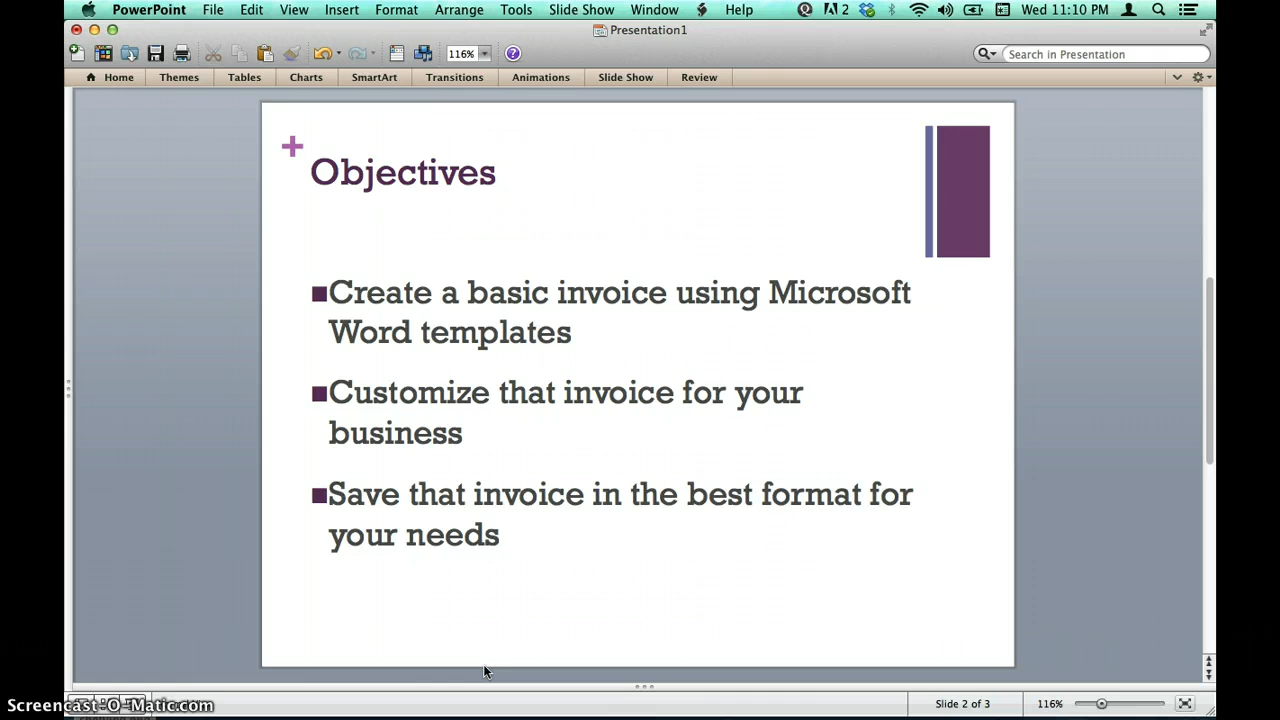 PowerPoint File Edit View Insert Format Arrange Tools Slide Show Window Help 2 Wed 11:10 PM
Presentation1
116% ? Search in Presentation
Home Themes Tables Charts SmartArt Transitions Animations Slide Show Review
+
Objectives
Create a basic invoice using Microsoft
Word templates
Customize that invoice for your
business
Save that invoice in the best format for
your needs
Screencast-O-Matic.com Slide 2 of 3 116%